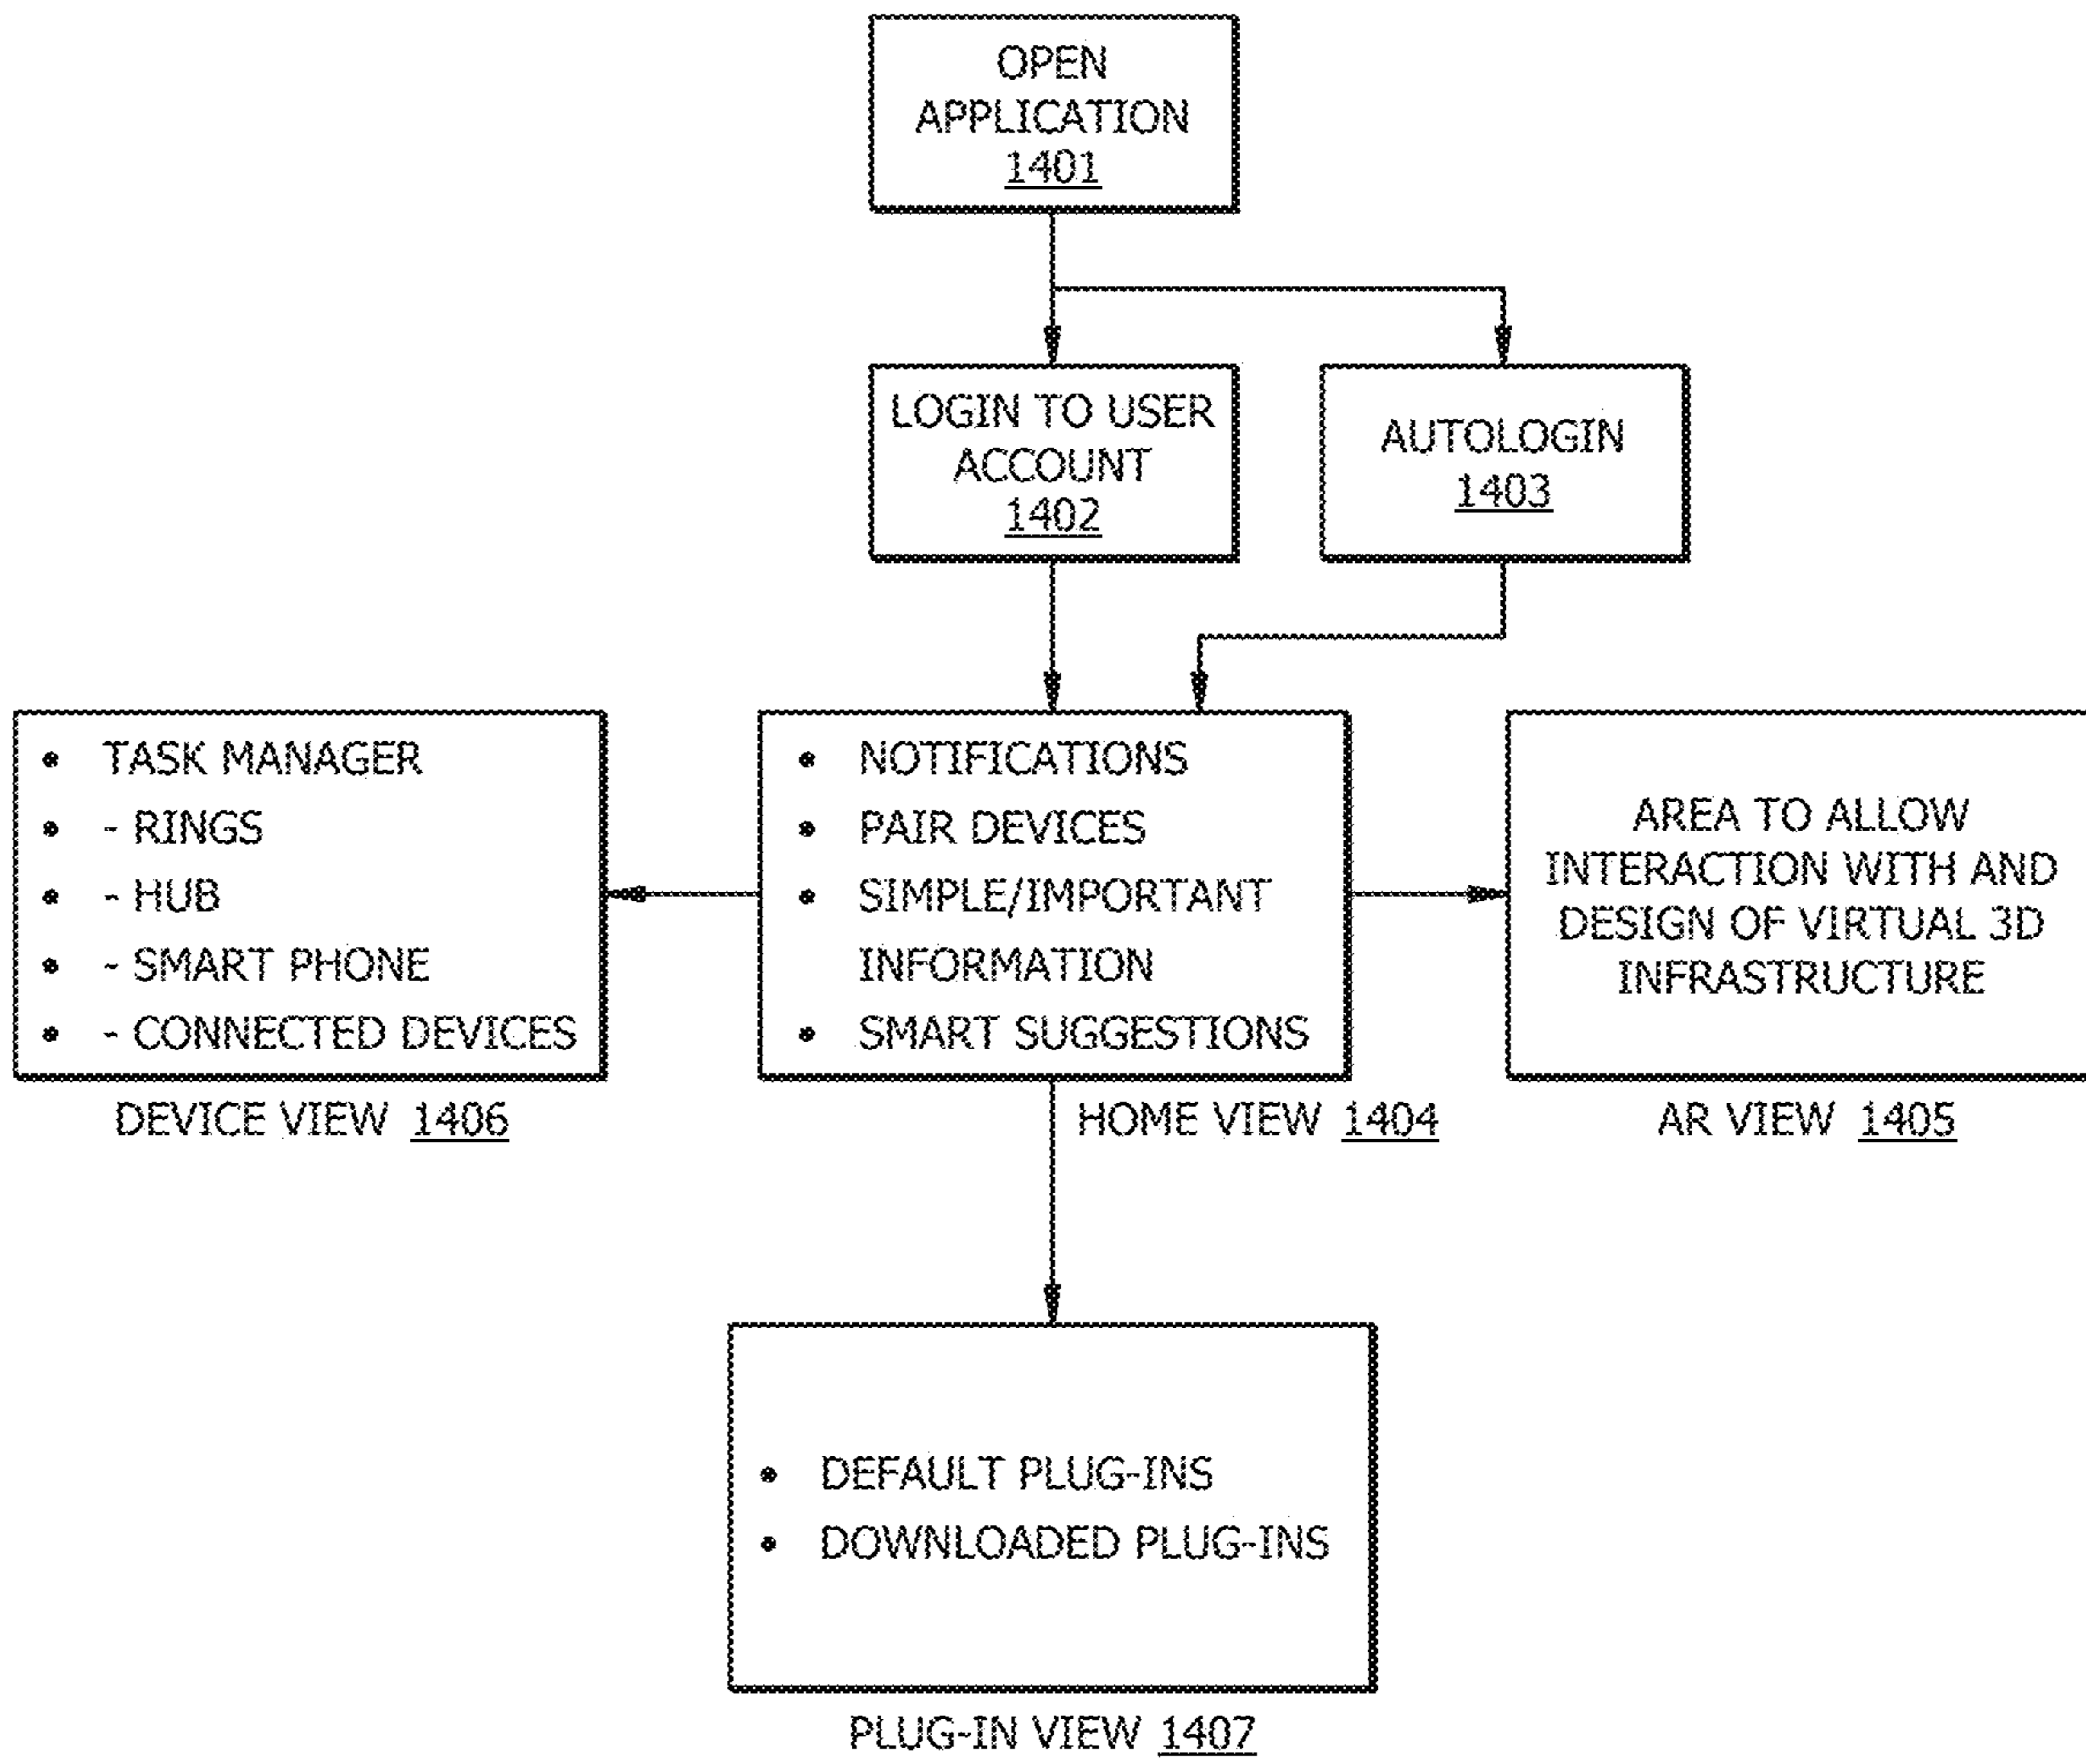 OPEN
APPLICATION
1401
LOGIN TO USER
ACCOUNT
1402
AUTOLOGIN
1403
• TASK MANAGER
• - RINGS
• - HUB
• - SMART PHONE
• - CONNECTED DEVICES
DEVICE VIEW 1406
• NOTIFICATIONS
• PAIR DEVICES
• SIMPLE/IMPORTANT
INFORMATION
• SMART SUGGESTIONS
HOME VIEW 1404
AREA TO ALLOW
INTERACTION WITH AND
DESIGN OF VIRTUAL 3D
INFRASTRUCTURE
AR VIEW 1405
• DEFAULT PLUG-INS
• DOWNLOADED PLUG-INS
PLUG-IN VIEW 1407